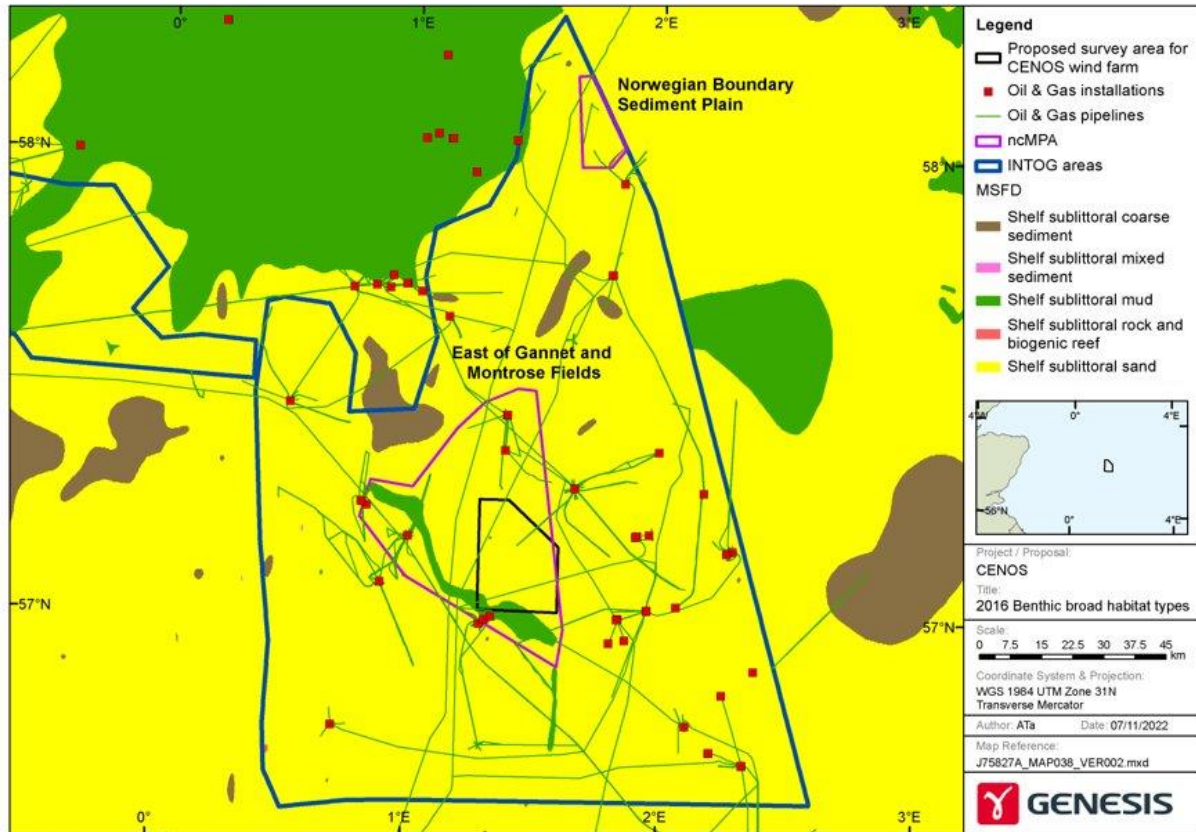 0°
1°E
2°E
3°E
Norwegian Boundary
Sediment Plain
58°N
58°N
East of Gannet and
Montrose Fields
57°N
57°N
0°
1°E
2°E
3°E
Legend
Proposed survey area for
CENOS wind farm
Oil & Gas installations
Oil & Gas pipelines
ncMPA
INTOG areas
MSFD
Shelf sublittoral coarse
sediment
Shelf sublittoral mixed
sediment
Shelf sublittoral mud
Shelf sublittoral rock and
biogenic reef
Shelf sublittoral sand
4°W
0°
4°E
56°N
0°
4°E
Project / Proposal:
CENOS
Title:
2016 Benthic broad habitat types
Scale:
0 7.5 15 22.5 30 37.5 45
km
Coordinate System & Projection:
WGS 1984 UTM Zone 31N
Transverse Mercator
Author: ATa Date: 07/11/2022
Map Reference:
J75827A_MAP038_VER002.mxd
GENESIS